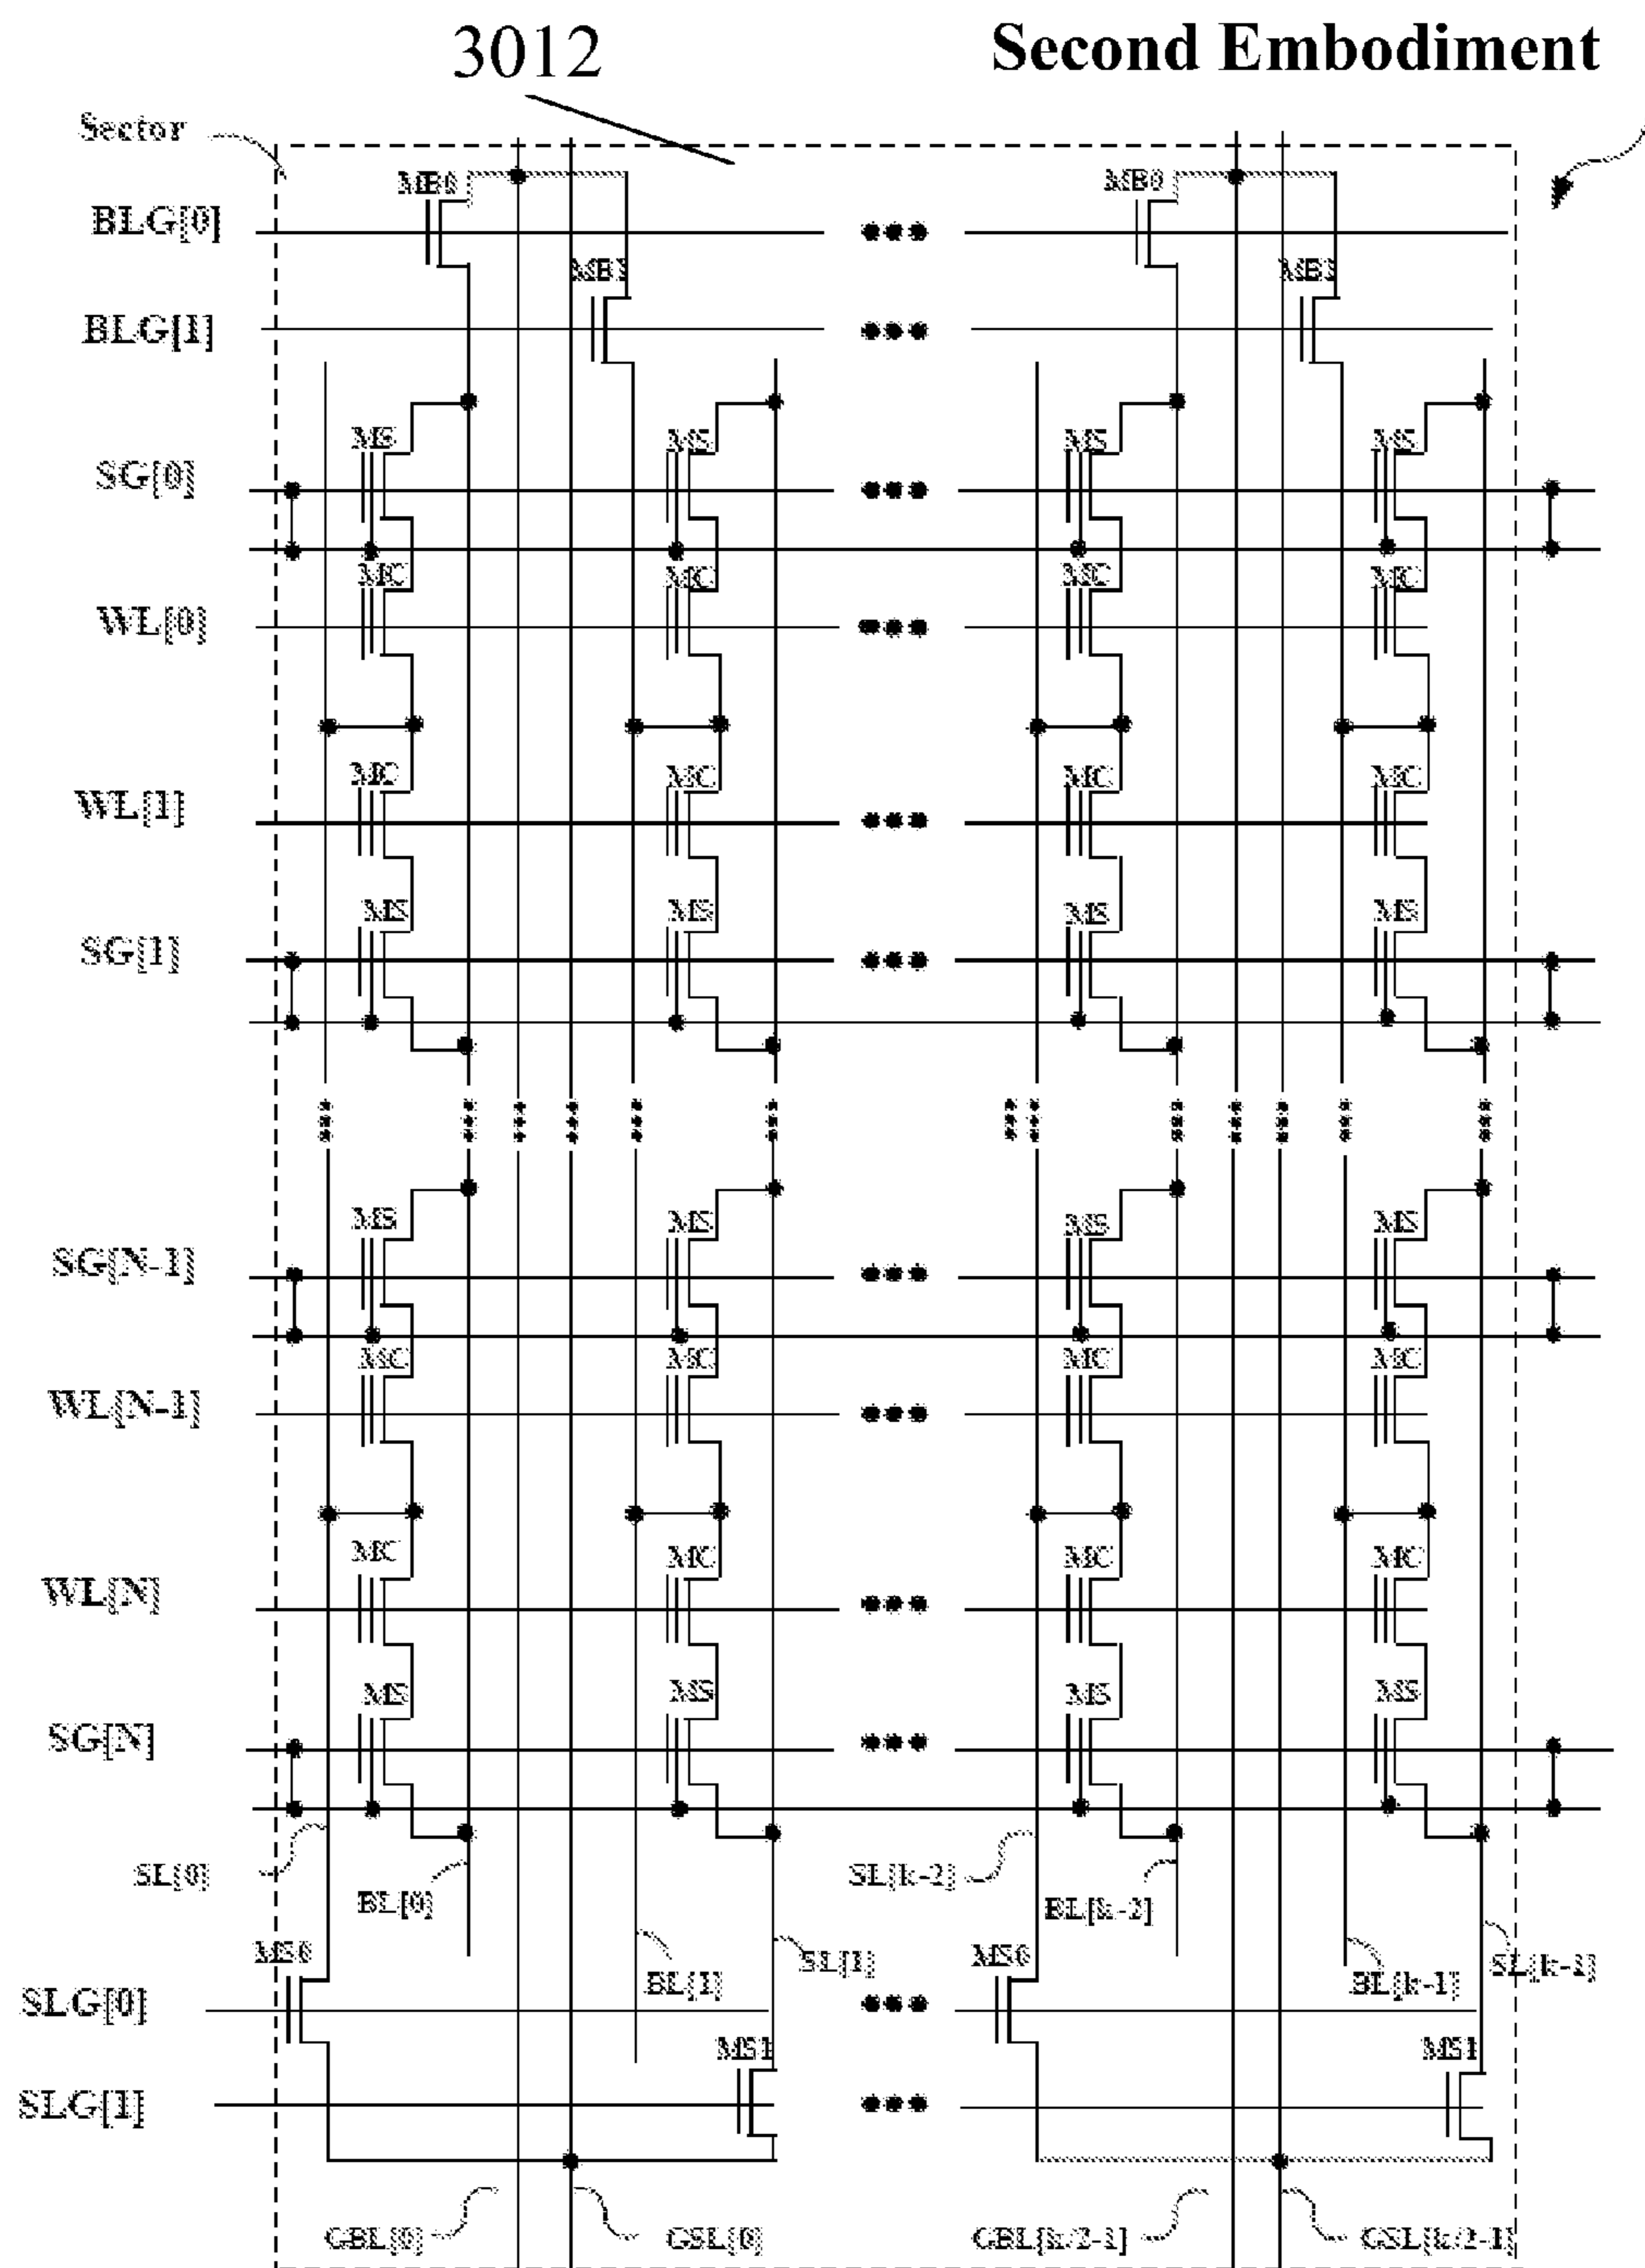 3012 Second Embodiment
Sector
MB0 MB0
BLG[0]
MB1 MB1
BLG[1]
MS MS MS MS
SG[0]
MC MC MC MC
WL[0]
MC MC MC MC
WL[1]
MS MS MS MS
SG[1]
MS MS MS MS
SG[N-1]
MC MC MC MC
WL[N-1]
MC MC MC MC
WL[N]
MS MS MS MS
SG[N]
SL[0] BL[0] SL[k-2] BL[k-2]
MS0 BL[1] SL[1] MS0 BL[k-1] SL[k-1]
SLG[0]
MS1 MS1
SLG[1]
GBL[0] GSL[0] GBL[k/2-1] GSL[k/2-1]